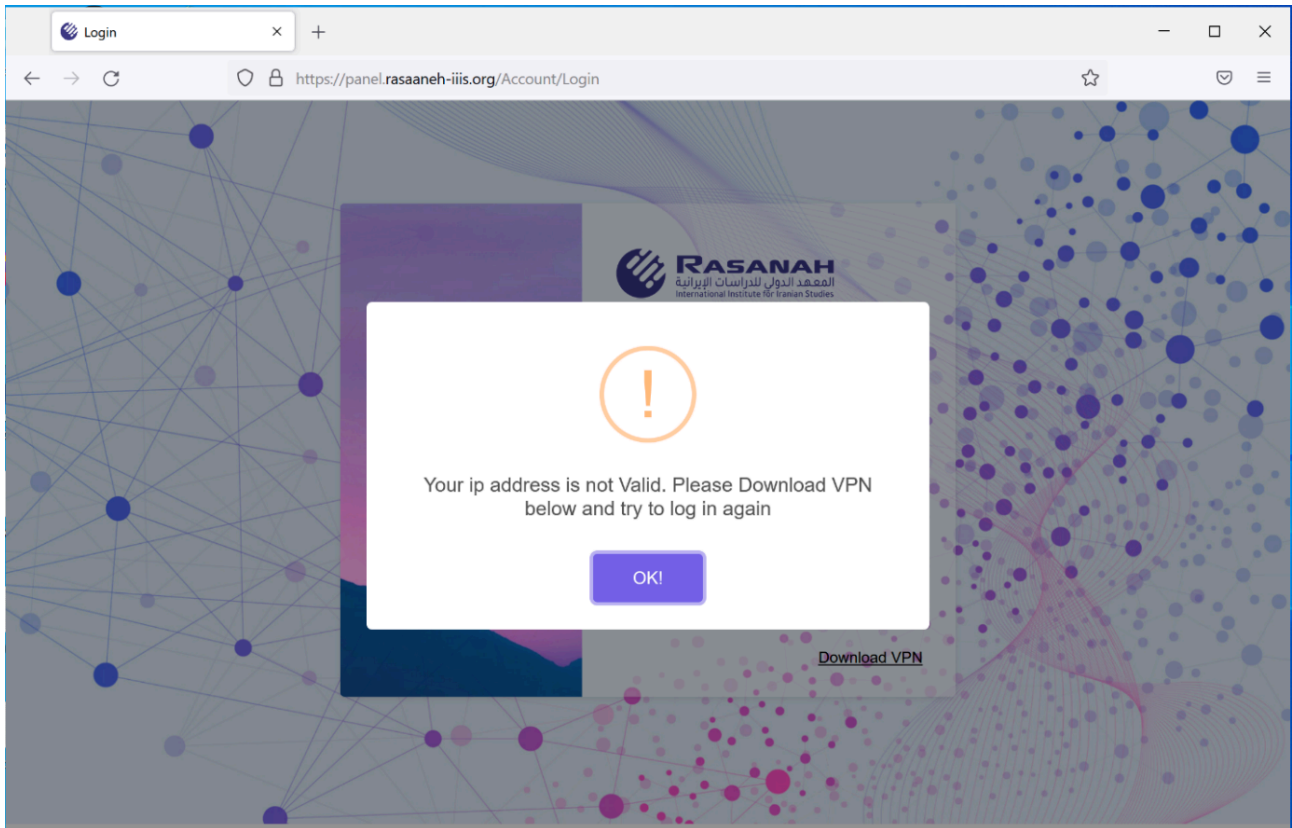 Login
https://panel.rasaaneh-iiis.org/Account/Login
RASANAH
المعهد الدولي للدراسات الإيرانية
International Institute for Iranian Studies
!
Your ip address is not Valid. Please Download VPN
below and try to log in again
OK!
Download VPN